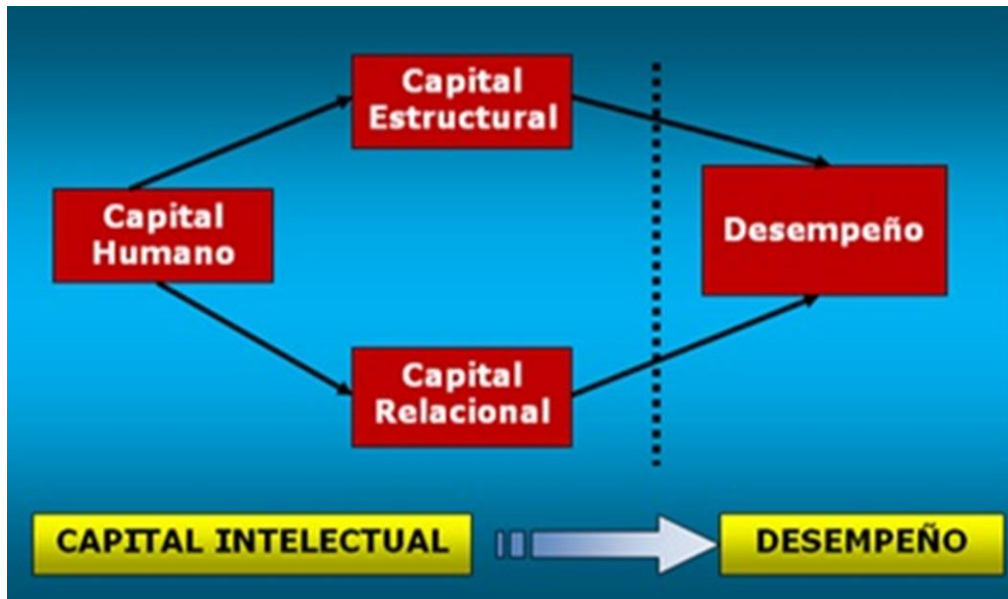 Capital
Estructural
Capital
Humano
Desempeño
Capital
Relacional
CAPITAL INTELECTUAL
DESEMPEÑO